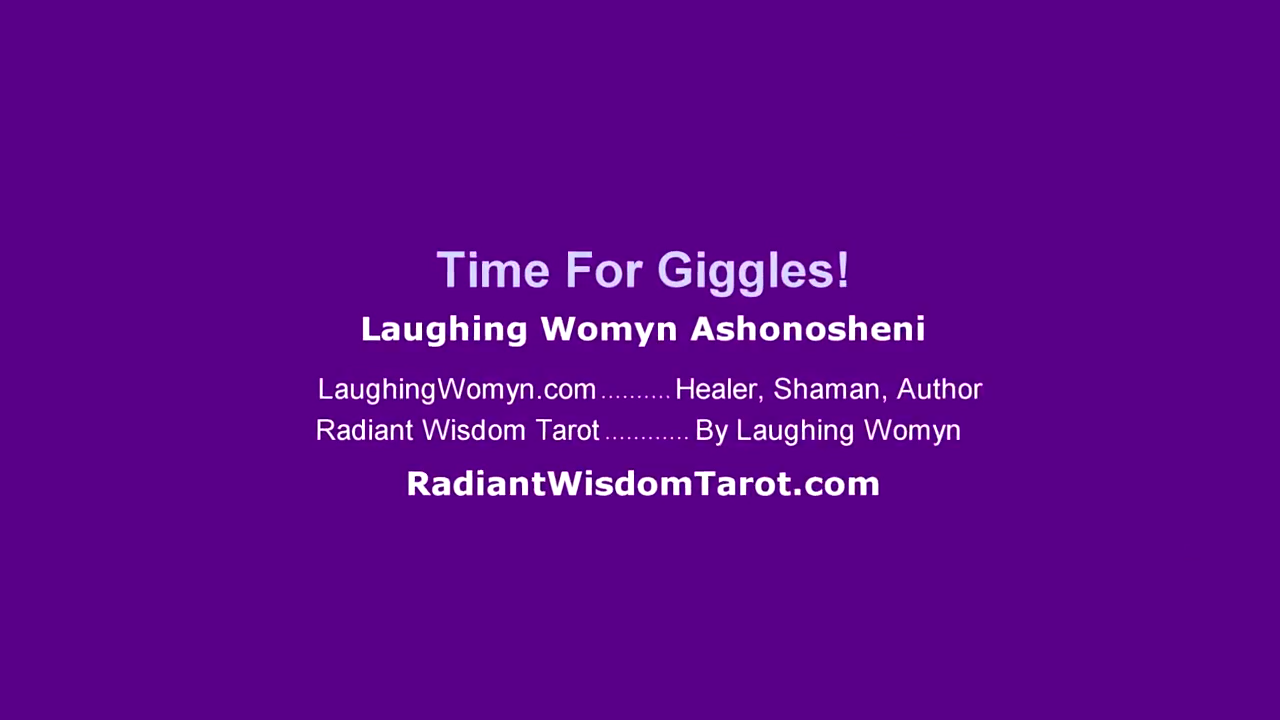 Time For Giggles!
Laughing Womyn Ashonosheni
LaughingWomyn.com..........Healer, Shaman, Author
Radiant Wisdom Tarot............By Laughing Womyn
RadiantWisdomTarot.com